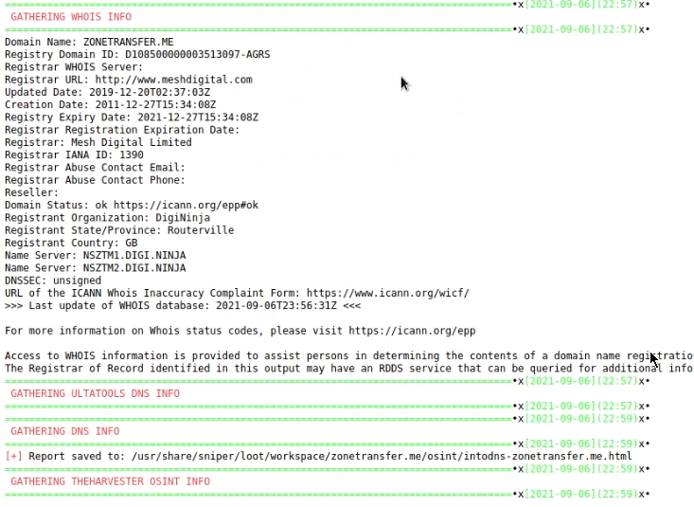 ═══════════════════════════════════•x[2021-09-06](22:57)x•
GATHERING WHOIS INFO
═══════════════════════════════════•x[2021-09-06](22:57)x•
Domain Name: ZONETRANSFER.ME
Registry Domain ID: D108500000003513097-AGRS
Registrar WHOIS Server:
Registrar URL: http://www.meshdigital.com
Updated Date: 2019-12-20T02:37:03Z
Creation Date: 2011-12-27T15:34:08Z
Registry Expiry Date: 2021-12-27T15:34:08Z
Registrar Registration Expiration Date:
Registrar: Mesh Digital Limited
Registrar IANA ID: 1390
Registrar Abuse Contact Email:
Registrar Abuse Contact Phone:
Reseller:
Domain Status: ok https://icann.org/epp#ok
Registrant Organization: DigiNinja
Registrant State/Province: Routerville
Registrant Country: GB
Name Server: NSZTM1.DIGI.NINJA
Name Server: NSZTM2.DIGI.NINJA
DNSSEC: unsigned
URL of the ICANN Whois Inaccuracy Complaint Form: https://www.icann.org/wicf/
>>> Last update of WHOIS database: 2021-09-06T23:56:31Z <<<
For more information on Whois status codes, please visit https://icann.org/epp
Access to WHOIS information is provided to assist persons in determining the contents of a domain name registratio
The Registrar of Record identified in this output may have an RDDS service that can be queried for additional info
═══════════════════════════════════•x[2021-09-06](22:57)x•
GATHERING ULTATOOLS DNS INFO
═══════════════════════════════════•x[2021-09-06](22:57)x•
═══════════════════════════════════•x[2021-09-06](22:59)x•
GATHERING DNS INFO
═══════════════════════════════════•x[2021-09-06](22:59)x•
[+] Report saved to: /usr/share/sniper/loot/workspace/zonetransfer.me/osint/intodns-zonetransfer.me.html
═══════════════════════════════════•x[2021-09-06](22:59)x•
GATHERING THEHARVESTER OSINT INFO
═══════════════════════════════════•x[2021-09-06](22:59)x•